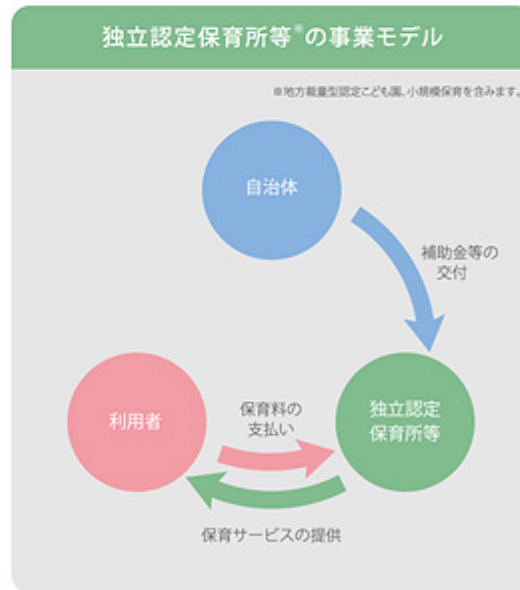 独立認定保育所等※の事業モデル
※地方裁量型認定こども園、小規模保育を含みます。
自治体
補助金等の
交付
利用者
保育料の
支払い
独立認定
保育所等
保育サービスの提供